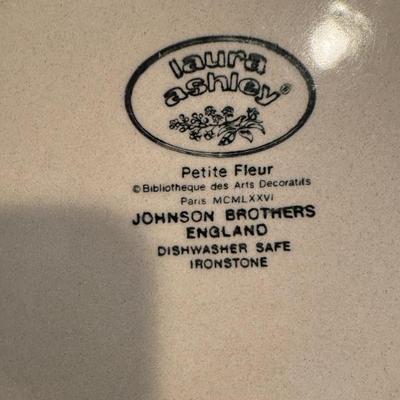 laura
ashley®
Petite Fleur
© Bibliotheque des Arts Decoratifs
Paris MCMLXXVI
JOHNSON BROTHERS
ENGLAND
DISHWASHER SAFE
IRONSTONE